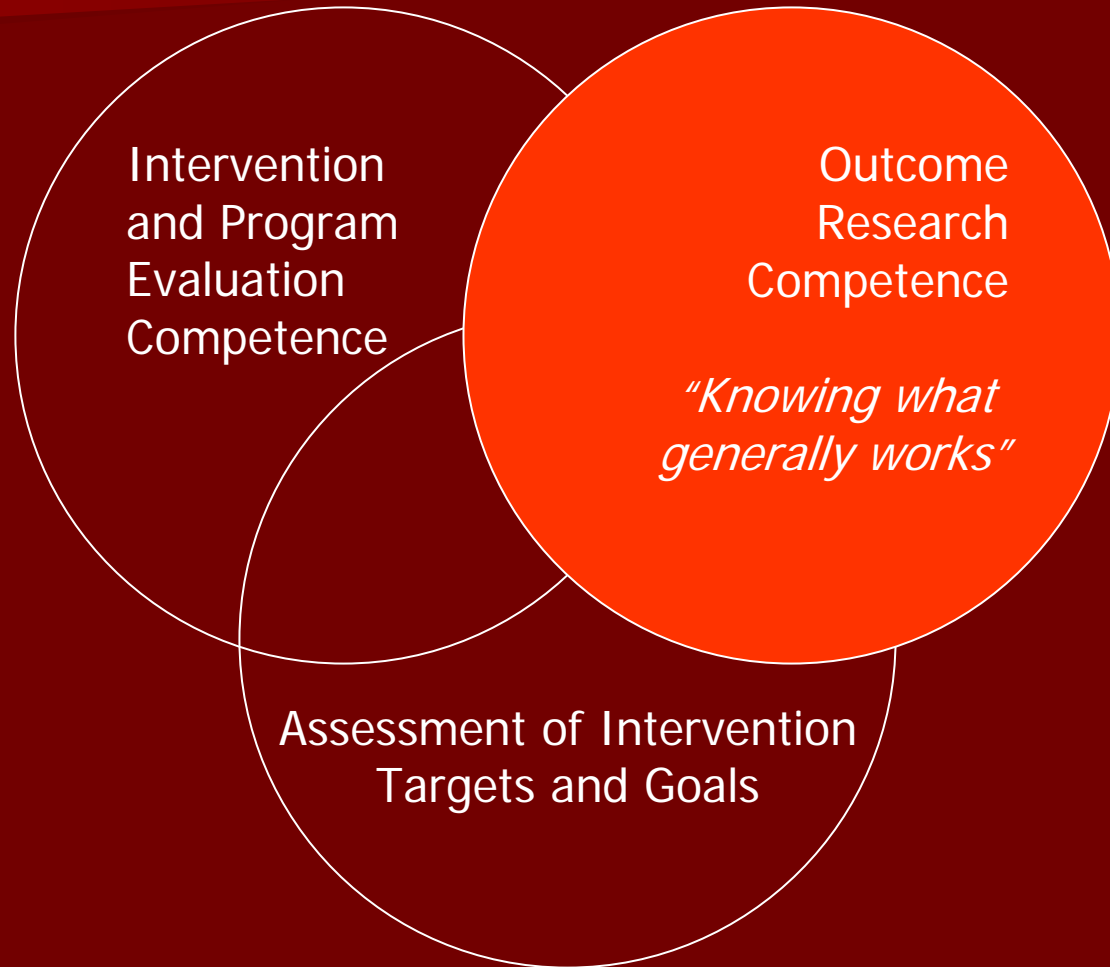 Intervention
and Program
Evaluation
Competence
Outcome
Research
Competence
“Knowing what
generally works”
Assessment of Intervention
Targets and Goals